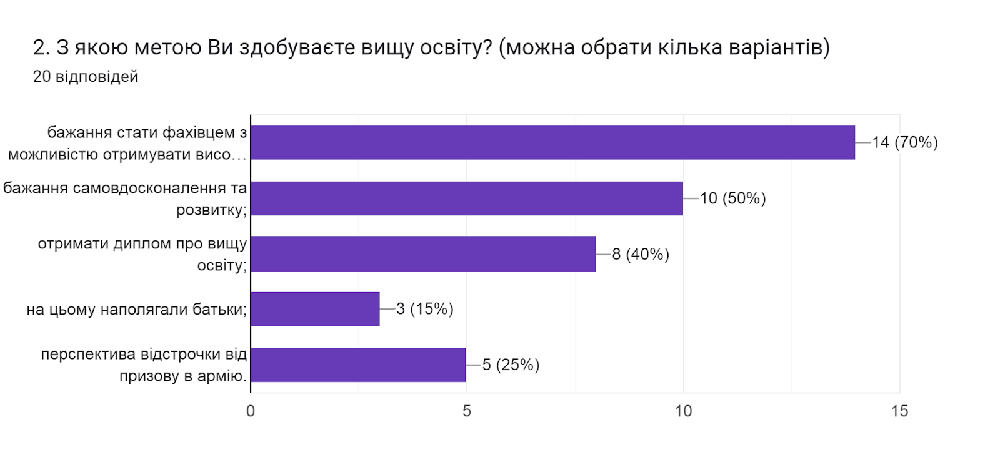 2. З якою метою Ви здобуваєте вищу освіту? (можна обрати кілька варіантів)
20 відповідей
бажання стати фахівцем з
можливістю отримувати висо…
14 (70%)
бажання самовдосконалення та
розвитку;
10 (50%)
отримати диплом про вищу
освіту;
8 (40%)
на цьому наполягали батьки;
3 (15%)
перспектива відстрочки від
призову в армію.
5 (25%)
0 5 10 15